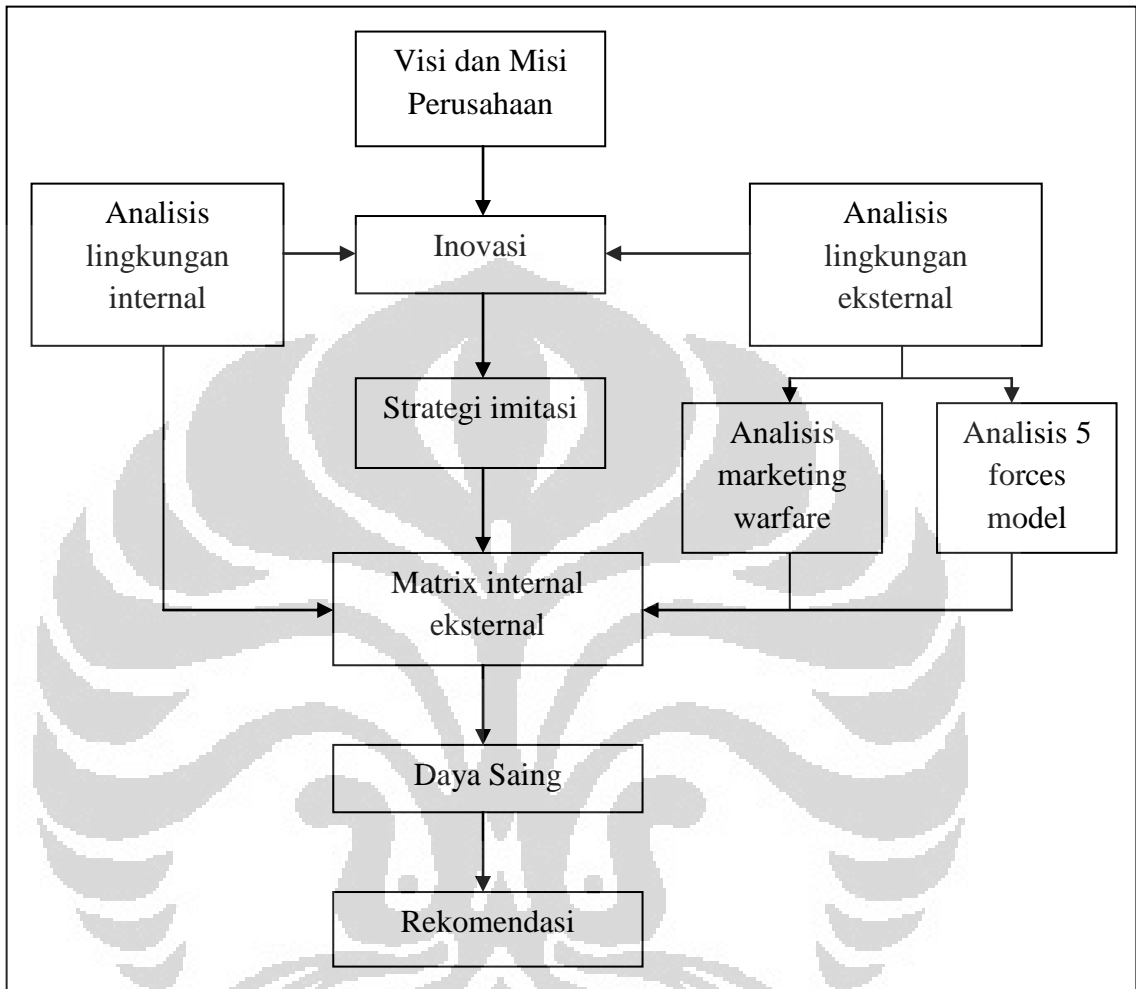 Visi dan Misi
Perusahaan
Analisis
lingkungan
internal
Inovasi
Analisis
lingkungan
eksternal
Strategi imitasi
Analisis
marketing
warfare
Analisis 5
forces
model
Matrix internal
eksternal
Daya Saing
Rekomendasi